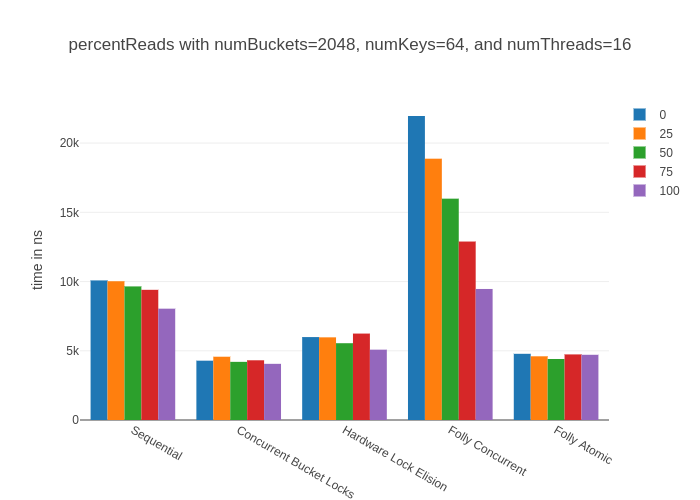 percentReads with numBuckets=2048, numKeys=64, and numThreads=16
0
25
50
75
100
time in ns
20k
15k
10k
5k
0
Sequential
Concurrent Bucket Locks
Hardware Lock Elision
Folly Concurrent
Folly Atomic